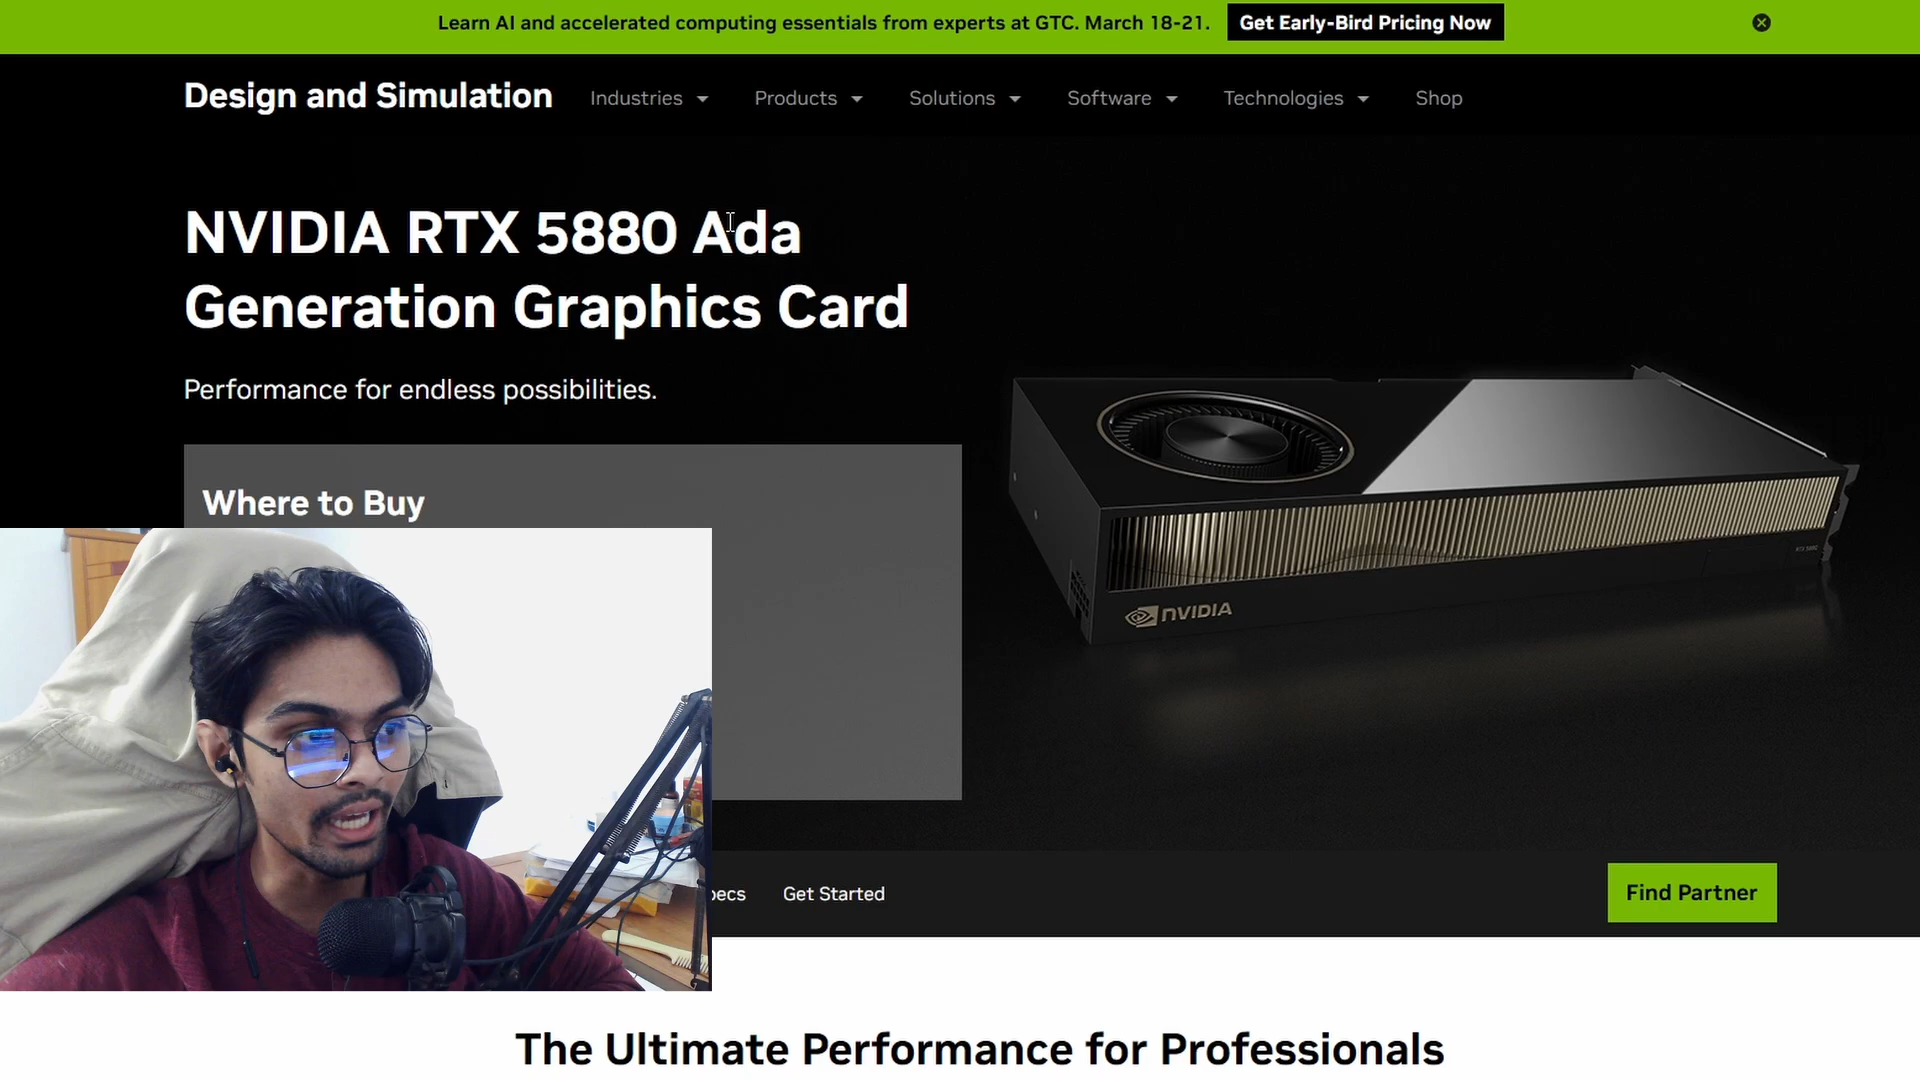 Learn AI and accelerated computing essentials from experts at GTC. March 18-21.
Get Early-Bird Pricing Now
Design and Simulation
Industries
Products
Solutions
Software
Technologies
Shop
NVIDIA RTX 5880 Ada
Generation Graphics Card
Performance for endless possibilities.
Where to Buy
NVIDIA
RTX 5880
Get Started
Find Partner
The Ultimate Performance for Professionals